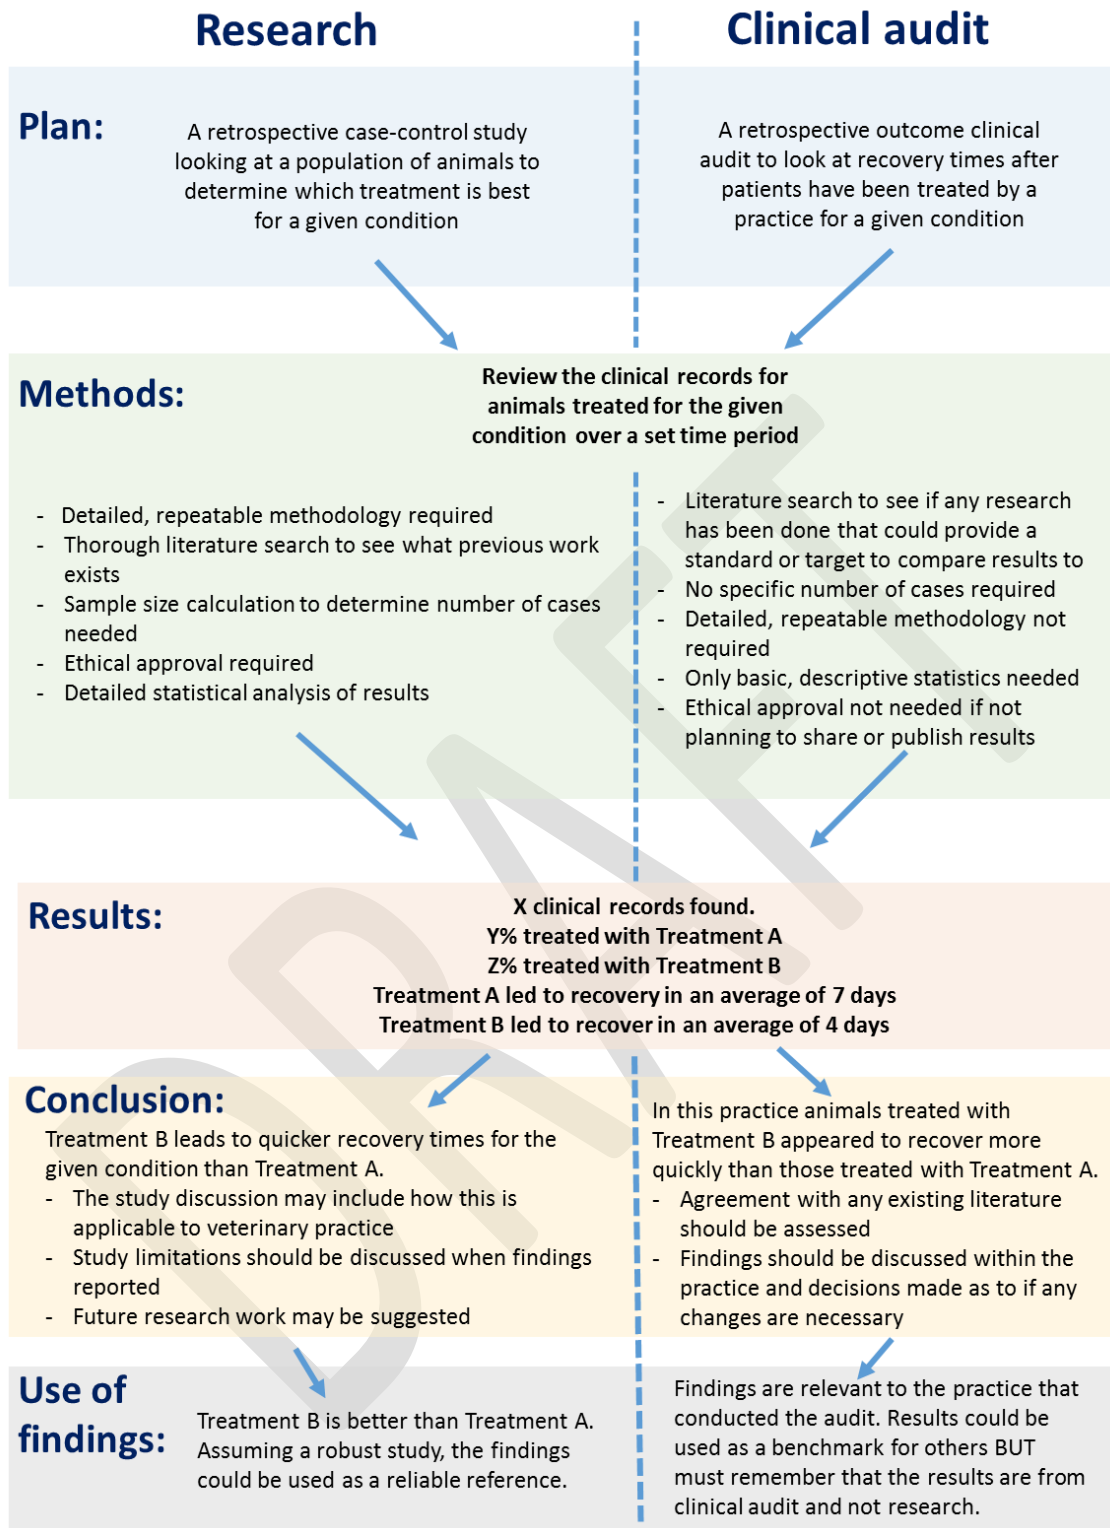 Research
Clinical audit
Plan:
A retrospective case-control study
looking at a population of animals to
determine which treatment is best
for a given condition
A retrospective outcome clinical
audit to look at recovery times after
patients have been treated by a
practice for a given condition
Methods:
Review the clinical records for
animals treated for the given
condition over a set time period
- Detailed, repeatable methodology required
- Thorough literature search to see what previous work
exists
- Sample size calculation to determine number of cases
needed
- Ethical approval required
- Detailed statistical analysis of results
- Literature search to see if any research
has been done that could provide a
standard or target to compare results to
- No specific number of cases required
- Detailed, repeatable methodology not
required
- Only basic, descriptive statistics needed
- Ethical approval not needed if not
planning to share or publish results
Results:
X clinical records found.
Y% treated with Treatment A
Z% treated with Treatment B
Treatment A led to recovery in an average of 7 days
Treatment B led to recover in an average of 4 days
Conclusion:
Treatment B leads to quicker recovery times for the
given condition than Treatment A.
- The study discussion may include how this is
applicable to veterinary practice
- Study limitations should be discussed when findings
reported
- Future research work may be suggested
In this practice animals treated with
Treatment B appeared to recover more
quickly than those treated with Treatment A.
- Agreement with any existing literature
should be assessed
- Findings should be discussed within the
practice and decisions made as to if any
changes are necessary
Use of
findings:
Treatment B is better than Treatment A.
Assuming a robust study, the findings
could be used as a reliable reference.
Findings are relevant to the practice that
conducted the audit. Results could be
used as a benchmark for others BUT
must remember that the results are from
clinical audit and not research.
DRAFT